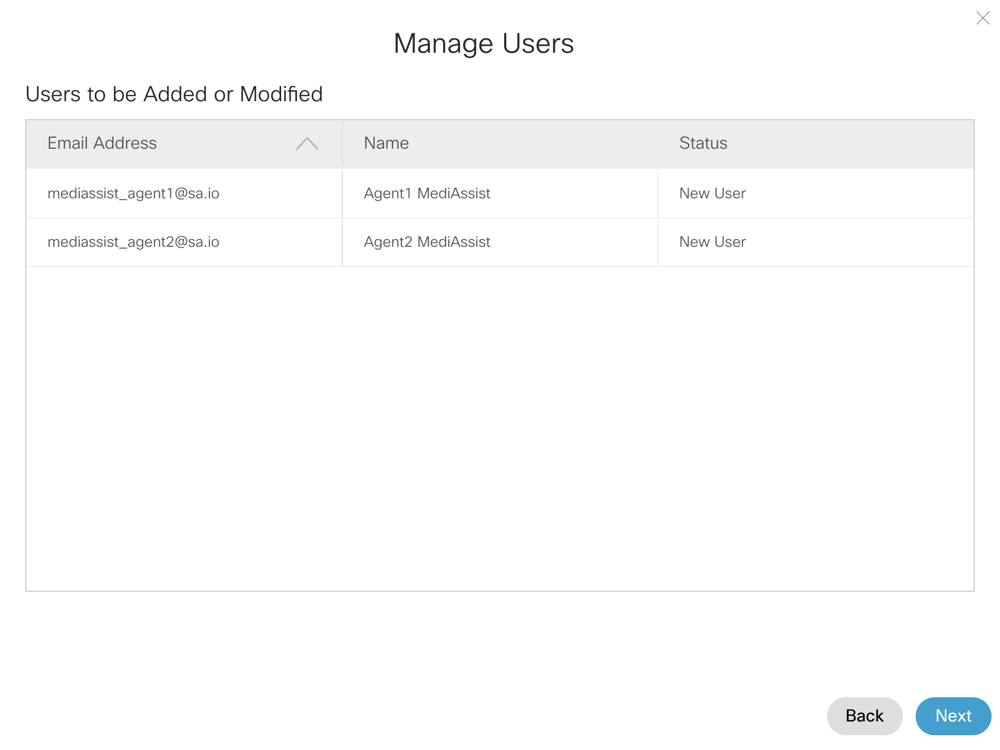 Manage Users
Users to be Added or Modified
Email Address Name Status
mediassist_agent1@sa.io Agent1 MediAssist New User
mediassist_agent2@sa.io Agent2 MediAssist New User
Back Next